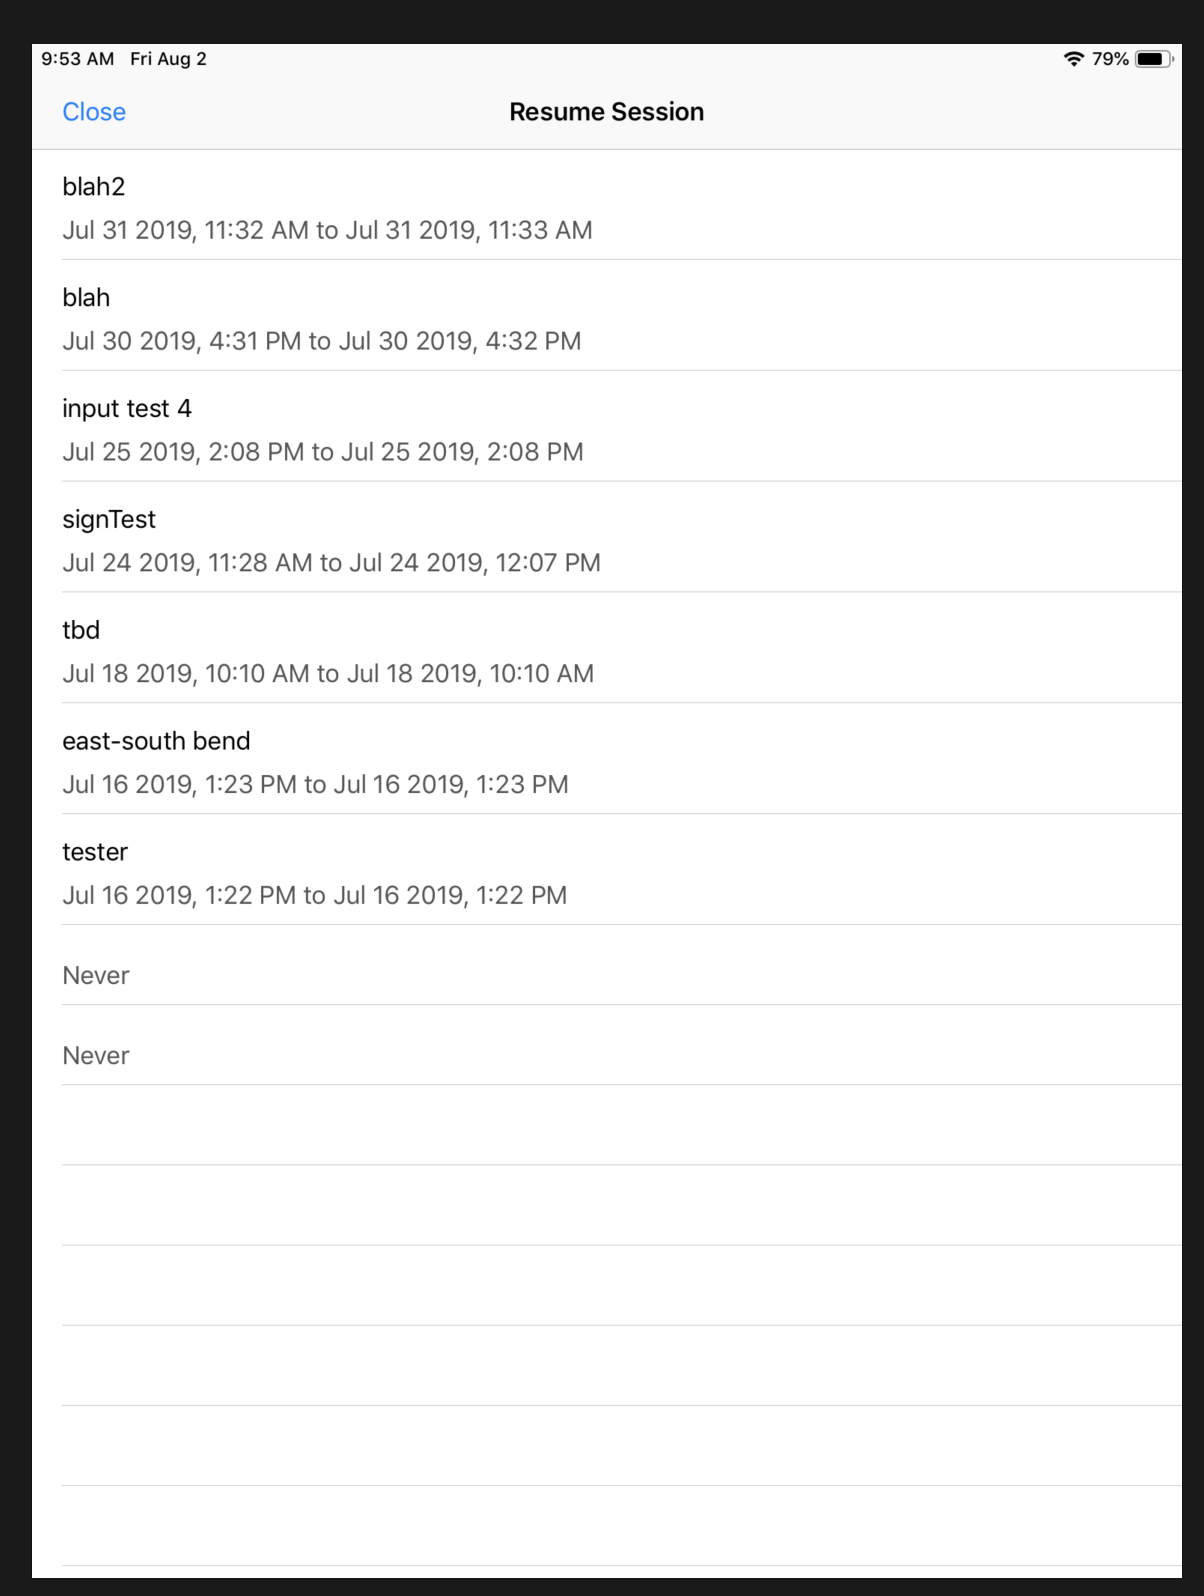 9:53 AM Fri Aug 2 79%
Close Resume Session
blah2
Jul 31 2019, 11:32 AM to Jul 31 2019, 11:33 AM
blah
Jul 30 2019, 4:31 PM to Jul 30 2019, 4:32 PM
input test 4
Jul 25 2019, 2:08 PM to Jul 25 2019, 2:08 PM
signTest
Jul 24 2019, 11:28 AM to Jul 24 2019, 12:07 PM
tbd
Jul 18 2019, 10:10 AM to Jul 18 2019, 10:10 AM
east-south bend
Jul 16 2019, 1:23 PM to Jul 16 2019, 1:23 PM
tester
Jul 16 2019, 1:22 PM to Jul 16 2019, 1:22 PM
Never
Never